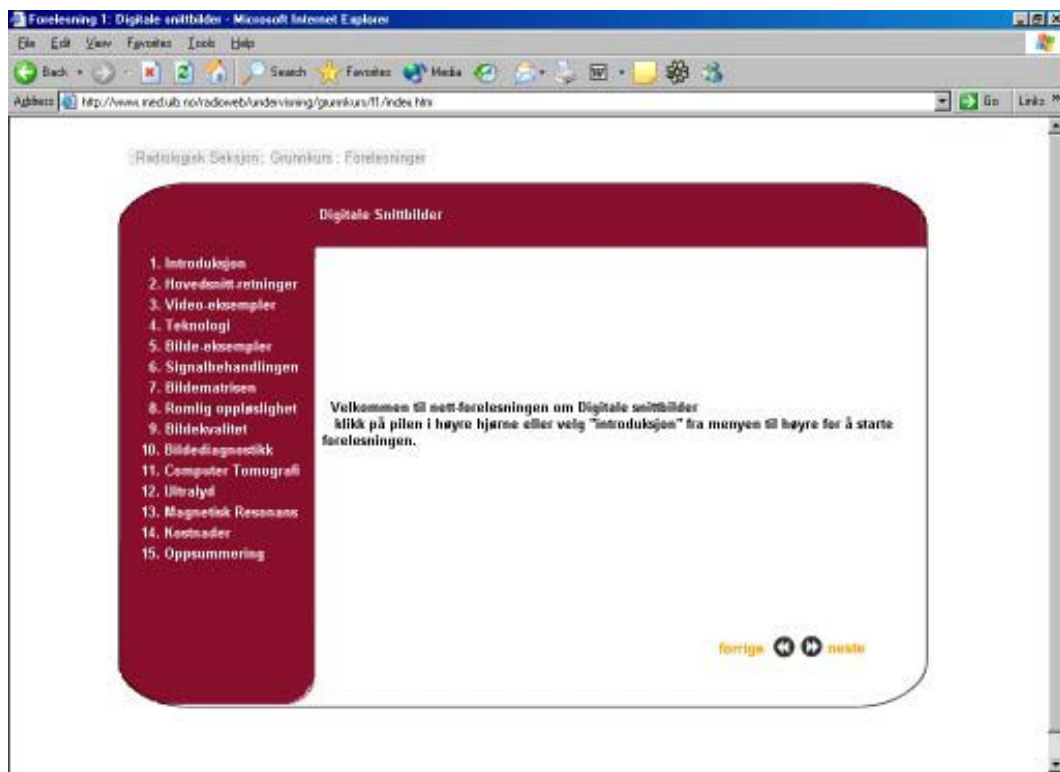 Forelesning 1: Digitale snittbilder - Microsoft Internet Explorer
File Edit View Favorites Tools Help
Back Search Favorites Media
Address http://www.med.uib.no/radioweb/undervisning/grunnkurs/f1/index.htm Go Links »
Radiologisk Seksjon: Grunnkurs: Forelesninger
Digitale Snittbilder
1. Introduksjon
2. Hovedsnitt-retninger
3. Video-eksempler
4. Teknologi
5. Bilde-eksempler
6. Signalbehandlingen
7. Bildematrisen
8. Romlig oppløslighet
9. Bildekvalitet
10. Bildediagnostikk
11. Computer Tomografi
12. Ultralyd
13. Magnetisk Resonans
14. Kostnader
15. Oppsummering
Velkommen til nett-forelesningen om Digitale snittbilder
klikk på pilen i høyre hjørne eller velg "introduksjon" fra menyen til høyre for å starte
forelesningen.
forrige neste